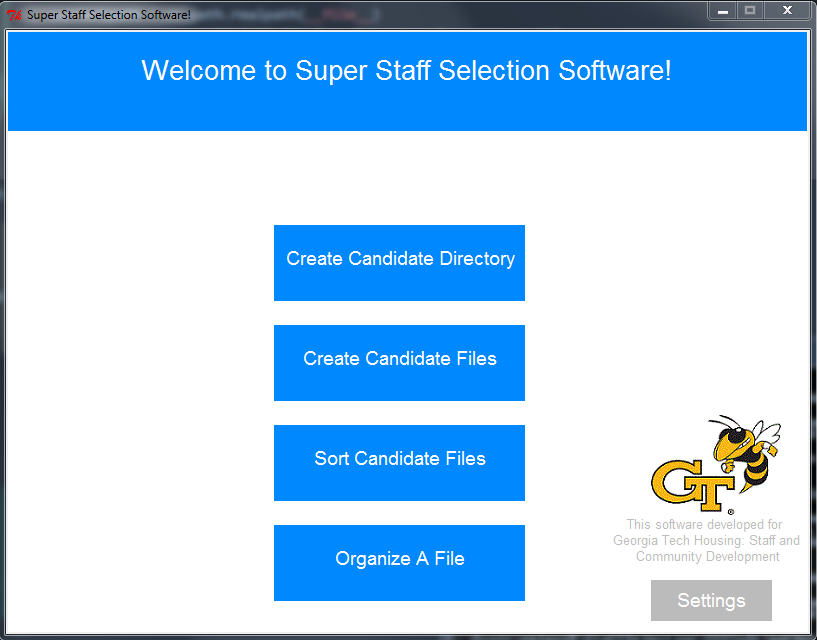 Super Staff Selection Software!
Welcome to Super Staff Selection Software!
Create Candidate Directory
Create Candidate Files
Sort Candidate Files
Organize A File
GT
®
This software developed for
Georgia Tech Housing: Staff and
Community Development
Settings